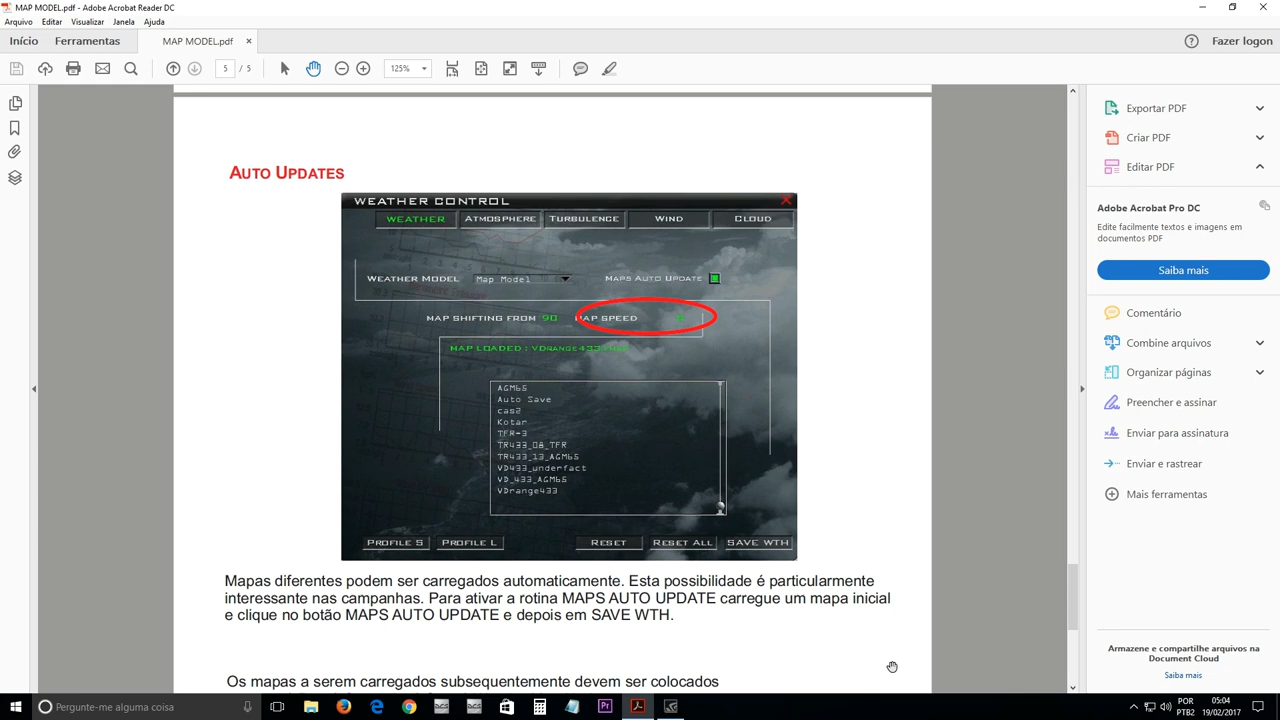 MAP MODEL.pdf - Adobe Acrobat Reader DC
Arquivo Editar Visualizar Janela Ajuda
Início Ferramentas MAP MODEL.pdf × Fazer logon
5 / 5 125%
AUTO UPDATES
WEATHER CONTROL
WEATHER ATMOSPHERE TURBULENCE WIND CLOUD
WEATHER MODEL Map Model MAPS AUTO UPDATE
MAP SHIFTING FROM 90 MAP SPEED
MAP LOADED : VDRANGE433
AGM65
Auto Save
cas2
Kotar
TFR-3
TR433_08_TFR
TR433_13_AGM65
VD433_underfact
VD_433_AGM65
VDrange433
PROFILE S PROFILE L RESET RESET ALL SAVE WTH
Mapas diferentes podem ser carregados automaticamente. Esta possibilidade é particularmente
interessante nas campanhas. Para ativar a rotina MAPS AUTO UPDATE carregue um mapa inicial
e clique no botão MAPS AUTO UPDATE e depois em SAVE WTH.
Os mapas a serem carregados subsequentemente devem ser colocados
Exportar PDF
Criar PDF
Editar PDF
Adobe Acrobat Pro DC
Edite facilmente textos e imagens em
documentos PDF
Saiba mais
Comentário
Combine arquivos
Organizar páginas
Preencher e assinar
Enviar para assinatura
Enviar e rastrear
Mais ferramentas
Armazene e compartilhe arquivos na
Document Cloud
Saiba mais
Pergunte-me alguma coisa
POR 05:04
PTB2 19/02/2017